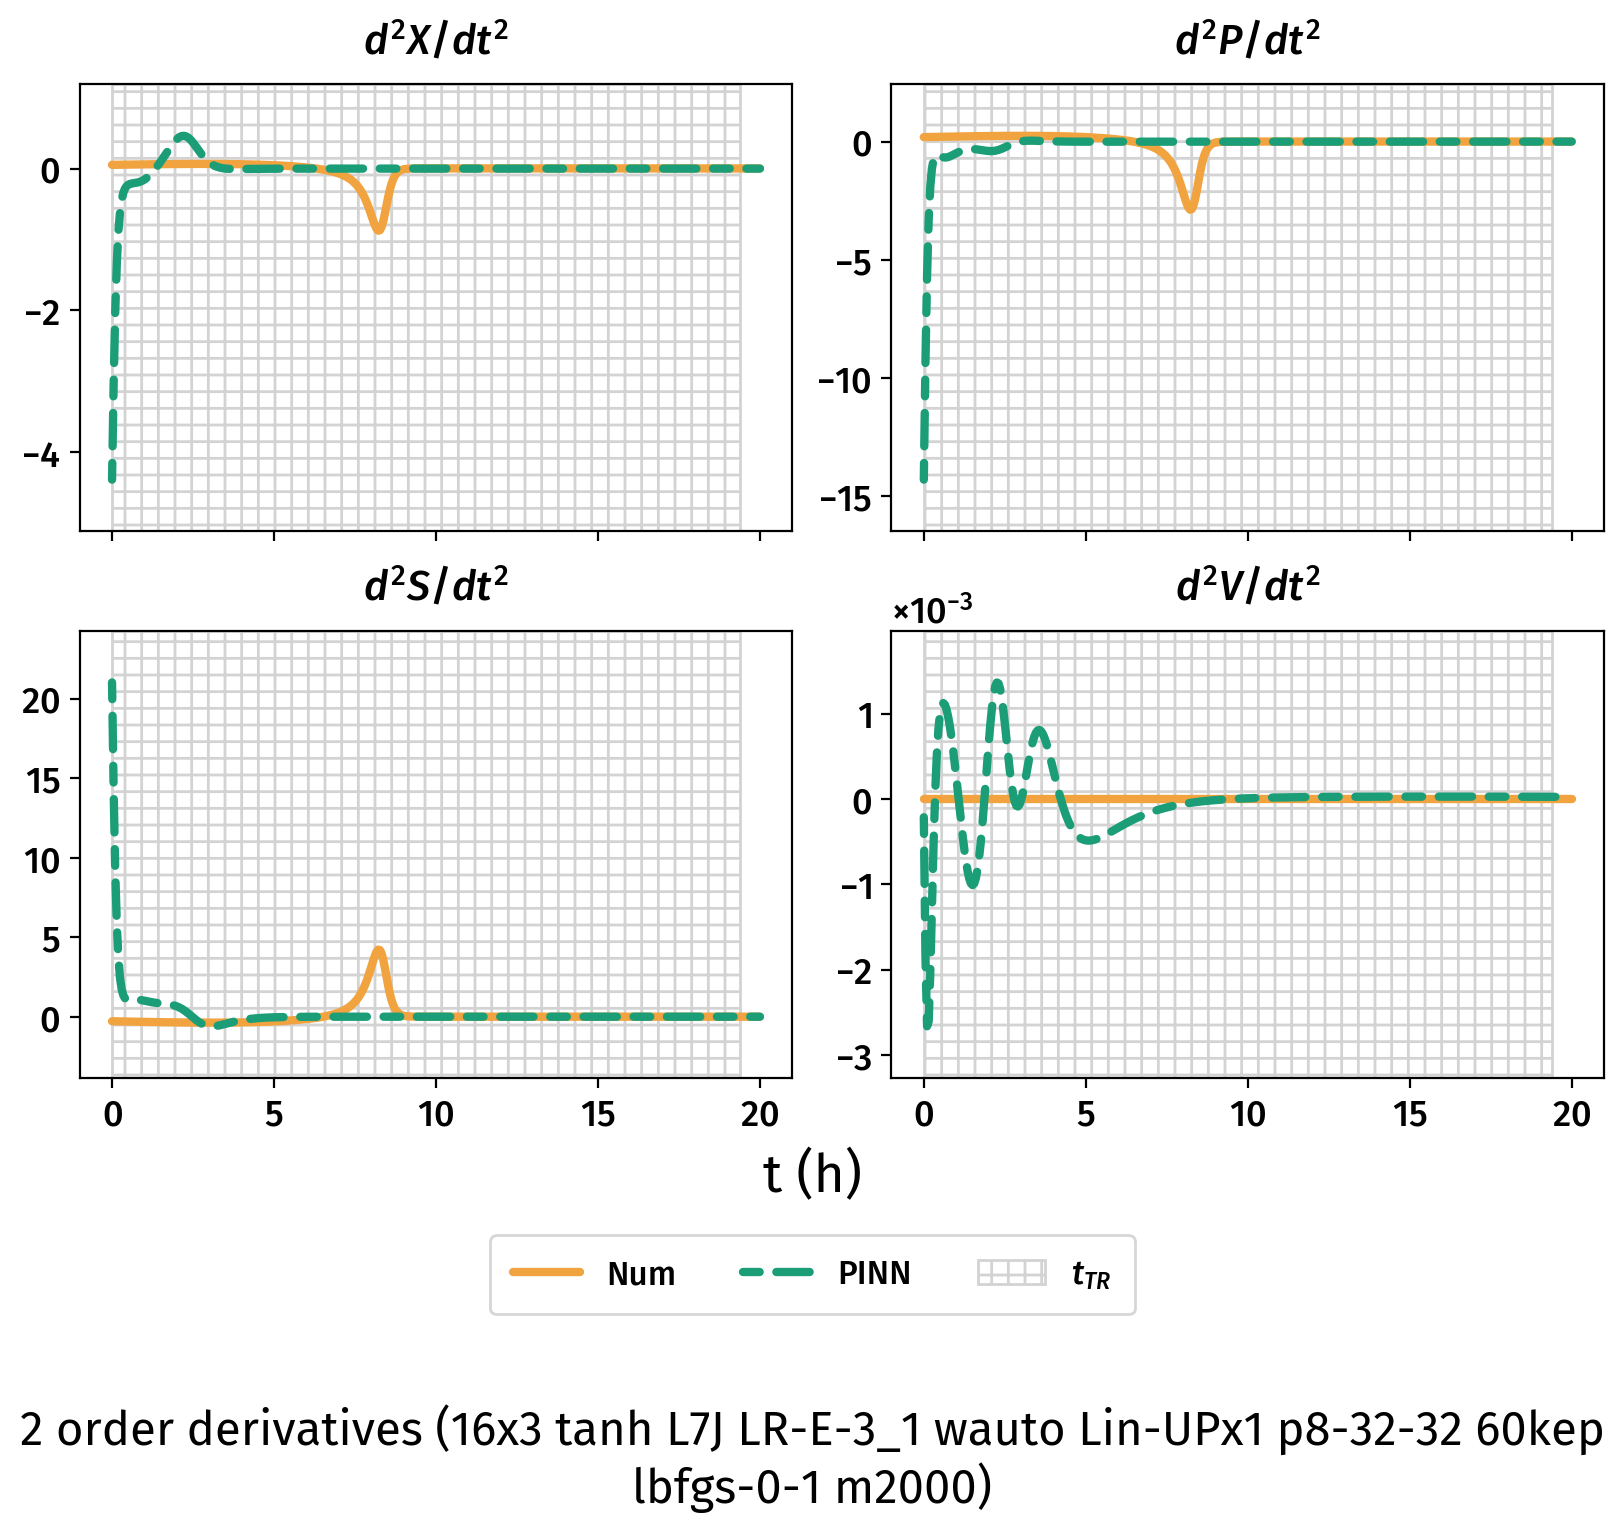 d²X/dt²
d²P/dt²
0
−2
−4
0
−5
−10
−15
d²S/dt²
d²V/dt²
×10⁻³
20
15
10
5
0
1
0
−1
−2
−3
0 5 10 15 20
0 5 10 15 20
t (h)
Num PINN t_TR
2 order derivatives (16x3 tanh L7J LR-E-3_1 wauto Lin-UPx1 p8-32-32 60kep
lbfgs-0-1 m2000)